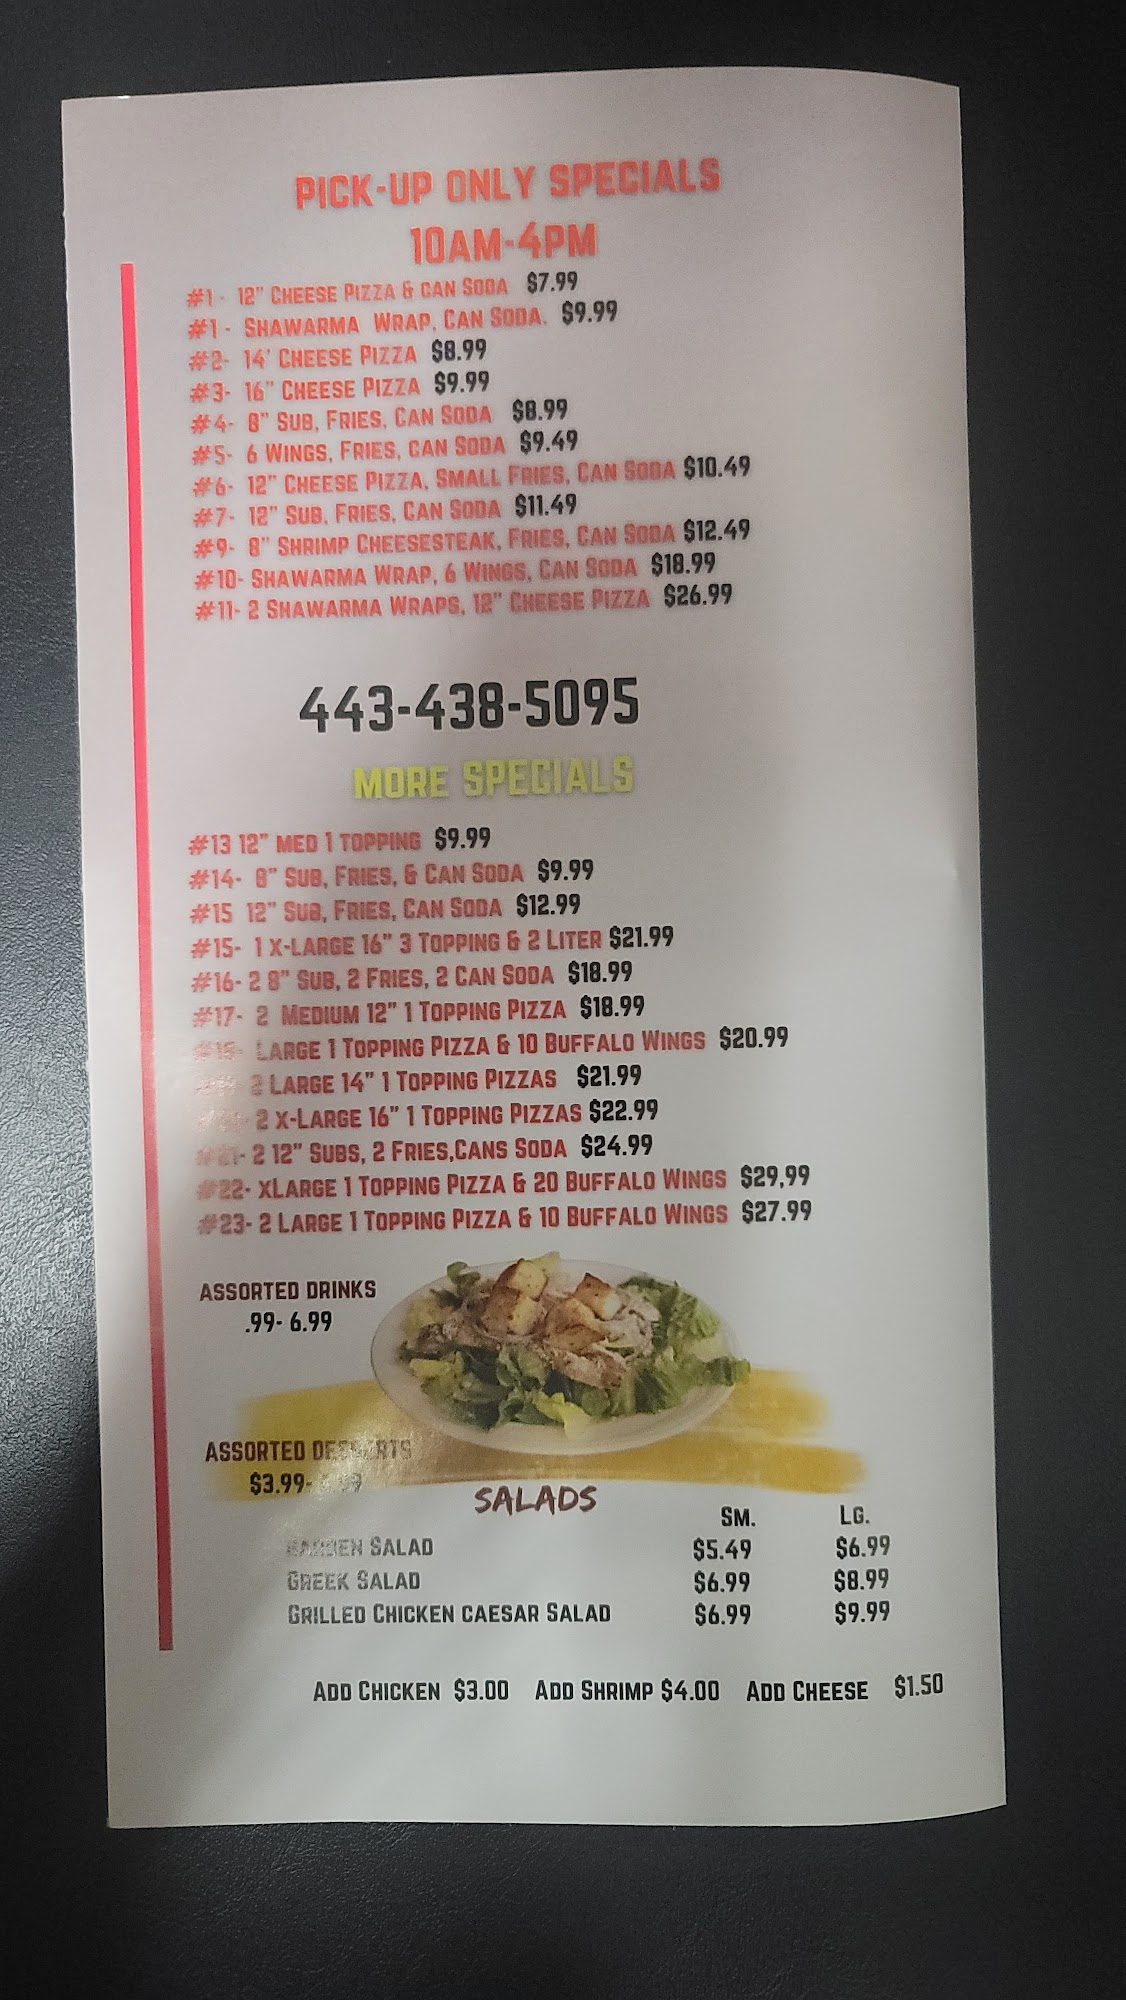 PICK-UP ONLY SPECIALS
10AM-4PM
#1 - 12" CHEESE PIZZA & CAN SODA $7.99
#1 - SHAWARMA WRAP, CAN SODA. $9.99
#2- 14' CHEESE PIZZA $8.99
#3- 16" CHEESE PIZZA $9.99
#4- 8" SUB, FRIES, CAN SODA $8.99
#5- 6 WINGS, FRIES, CAN SODA $9.49
#6- 12" CHEESE PIZZA, SMALL FRIES, CAN SODA $10.49
#7- 12" SUB, FRIES, CAN SODA $11.49
#9- 8" SHRIMP CHEESESTEAK, FRIES, CAN SODA $12.49
#10- SHAWARMA WRAP, 6 WINGS, CAN SODA $18.99
#11- 2 SHAWARMA WRAPS, 12" CHEESE PIZZA $26.99
443-438-5095
MORE SPECIALS
#13 12" MED 1 TOPPING $9.99
#14- 8" SUB, FRIES, & CAN SODA $9.99
#15 12" SUB, FRIES, CAN SODA $12.99
#15- 1 X-LARGE 16" 3 TOPPING & 2 LITER $21.99
#16- 2 8" SUB, 2 FRIES, 2 CAN SODA $18.99
#17- 2 MEDIUM 12" 1 TOPPING PIZZA $18.99
LARGE 1 TOPPING PIZZA & 10 BUFFALO WINGS $20.99
2 LARGE 14" 1 TOPPING PIZZAS $21.99
2 X-LARGE 16" 1 TOPPING PIZZAS $22.99
#21- 2 12" SUBS, 2 FRIES,CANS SODA $24.99
#22- XLARGE 1 TOPPING PIZZA & 20 BUFFALO WINGS $29,99
#23- 2 LARGE 1 TOPPING PIZZA & 10 BUFFALO WINGS $27.99
ASSORTED DRINKS
.99- 6.99
ASSORTED DESSERTS
$3.99-
SALADS
SM. LG.
GARDEN SALAD $5.49 $6.99
GREEK SALAD $6.99 $8.99
GRILLED CHICKEN CAESAR SALAD $6.99 $9.99
ADD CHICKEN $3.00 ADD SHRIMP $4.00 ADD CHEESE $1.50